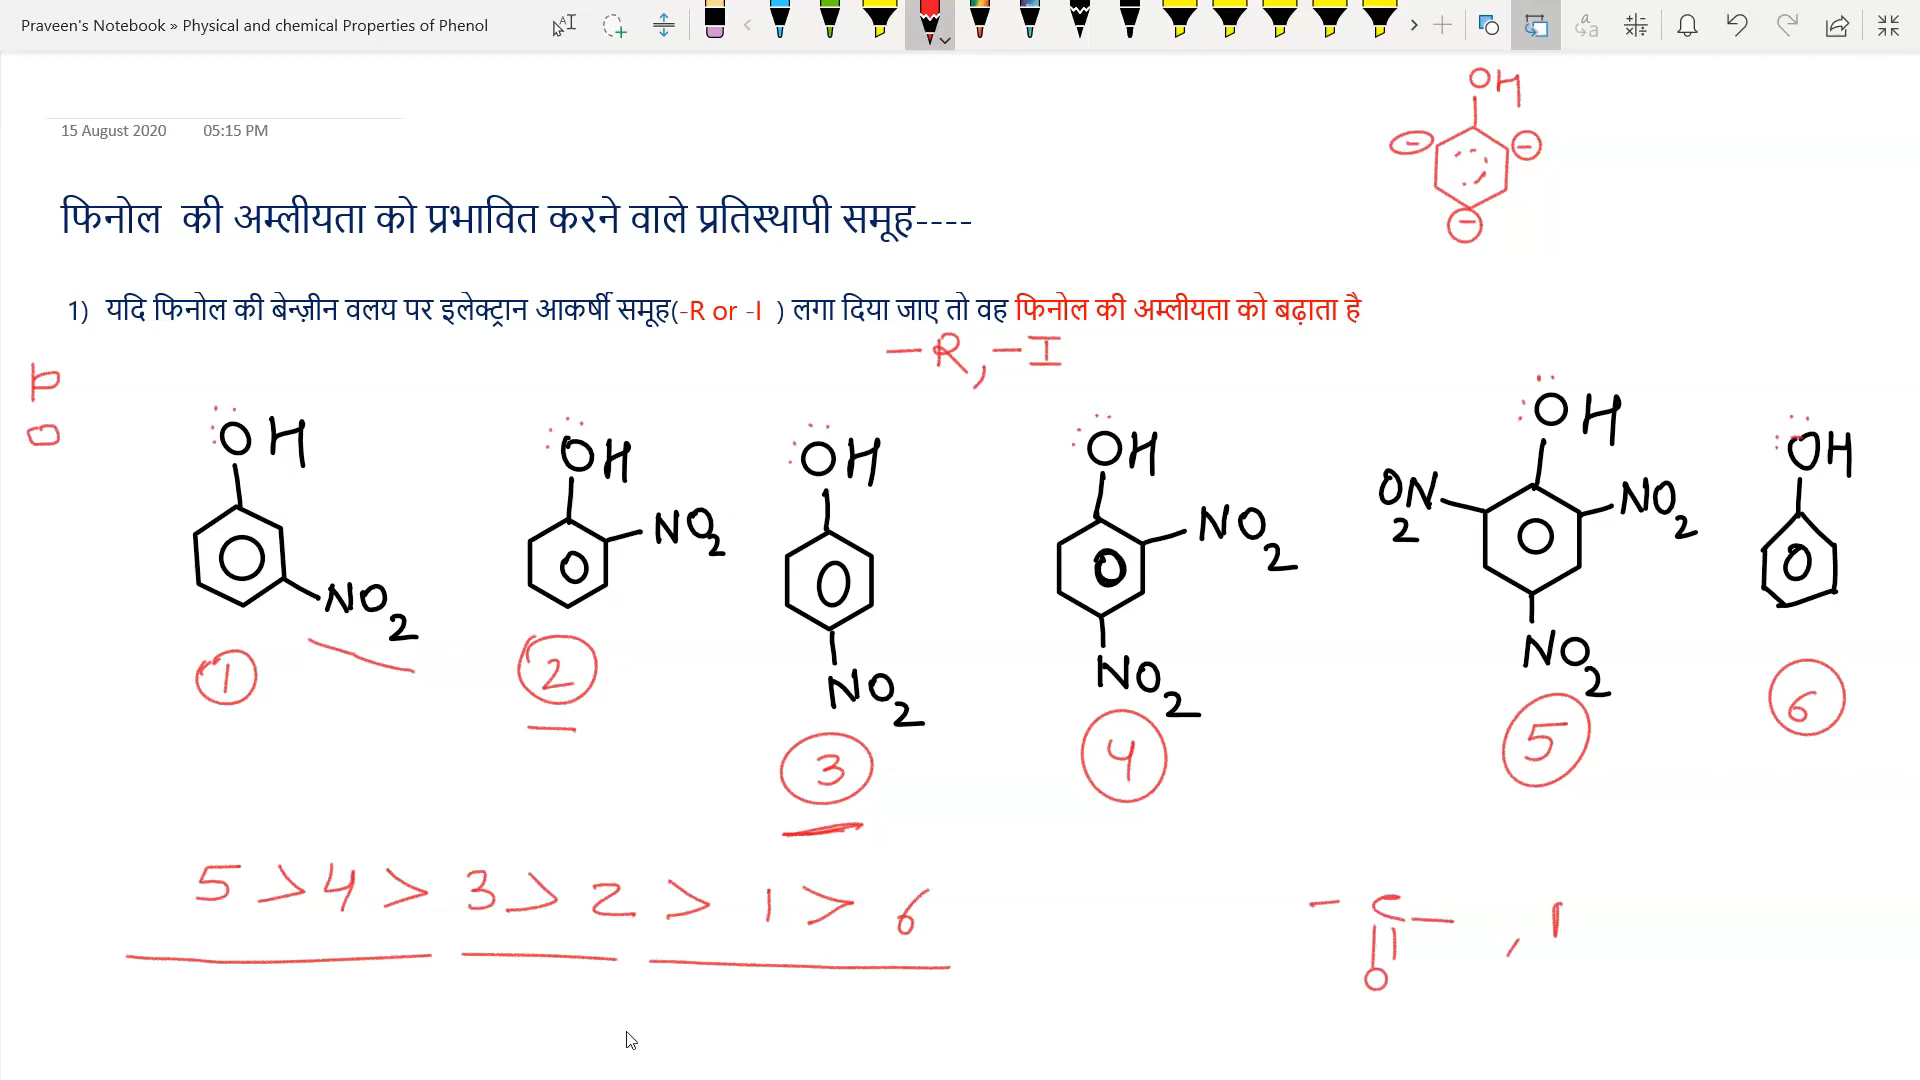 Praveen's Notebook » Physical and chemical Properties of Phenol
15 August 2020 05:15 PM
OH
फिनोल की अम्लीयता को प्रभावित करने वाले प्रतिस्थापी समूह----
1) यदि फिनोल की बेन्ज़ीन वलय पर इलेक्ट्रान आकर्षी समूह(-R or -I ) लगा दिया जाए तो वह फिनोल की अम्लीयता को बढ़ाता है
-R, -I
p
o
OH OH OH OH OH OH
NO2 NO2 NO2 O2N NO2
NO2 NO2 NO2 NO2
1 2 3 4 5 6
5 > 4 > 3 > 2 > 1 > 6
- C - ,
O